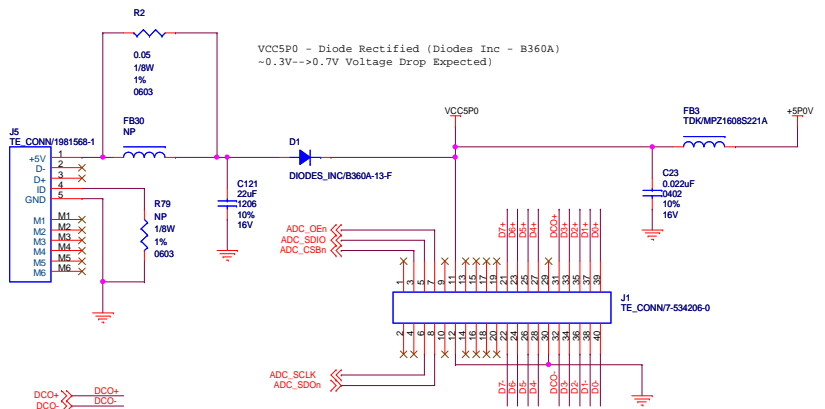 R2
0.05
1/8W
1%
0603
VCC5P0 - Diode Rectified (Diodes Inc - B360A)
~0.3V-->0.7V Voltage Drop Expected)
J5
TE_CONN/1981568-1
FB30
NP
D1
DIODES_INC/B360A-13-F
VCC5P0
FB3
TDK/MPZ1608S221A
+5P0V
+5V
D-
D+
ID
GND
M1
M2
M3
M4
M5
M6
1
2
3
4
5
M1
M2
M3
M4
M5
M6
R79
NP
1/8W
1%
0603
C121
22uF
1206
10%
16V
C23
0.022uF
0402
10%
16V
ADC_OEn
ADC_SDIO
ADC_CSBn
D7+
D6+
D5+
D4+
DCO+
D3+
D2+
D1+
D0+
1
3
5
7
9
11
13
15
17
19
21
23
25
27
29
31
33
35
37
39
J1
TE_CONN/7-534206-0
2
4
6
8
10
12
14
16
18
20
22
24
26
28
30
32
34
36
38
40
ADC_SCLK
ADC_SDOn
D7-
D6-
D5-
D4-
DCO-
D3-
D2-
D1-
D0-
DCO+
DCO+
DCO-
DCO-